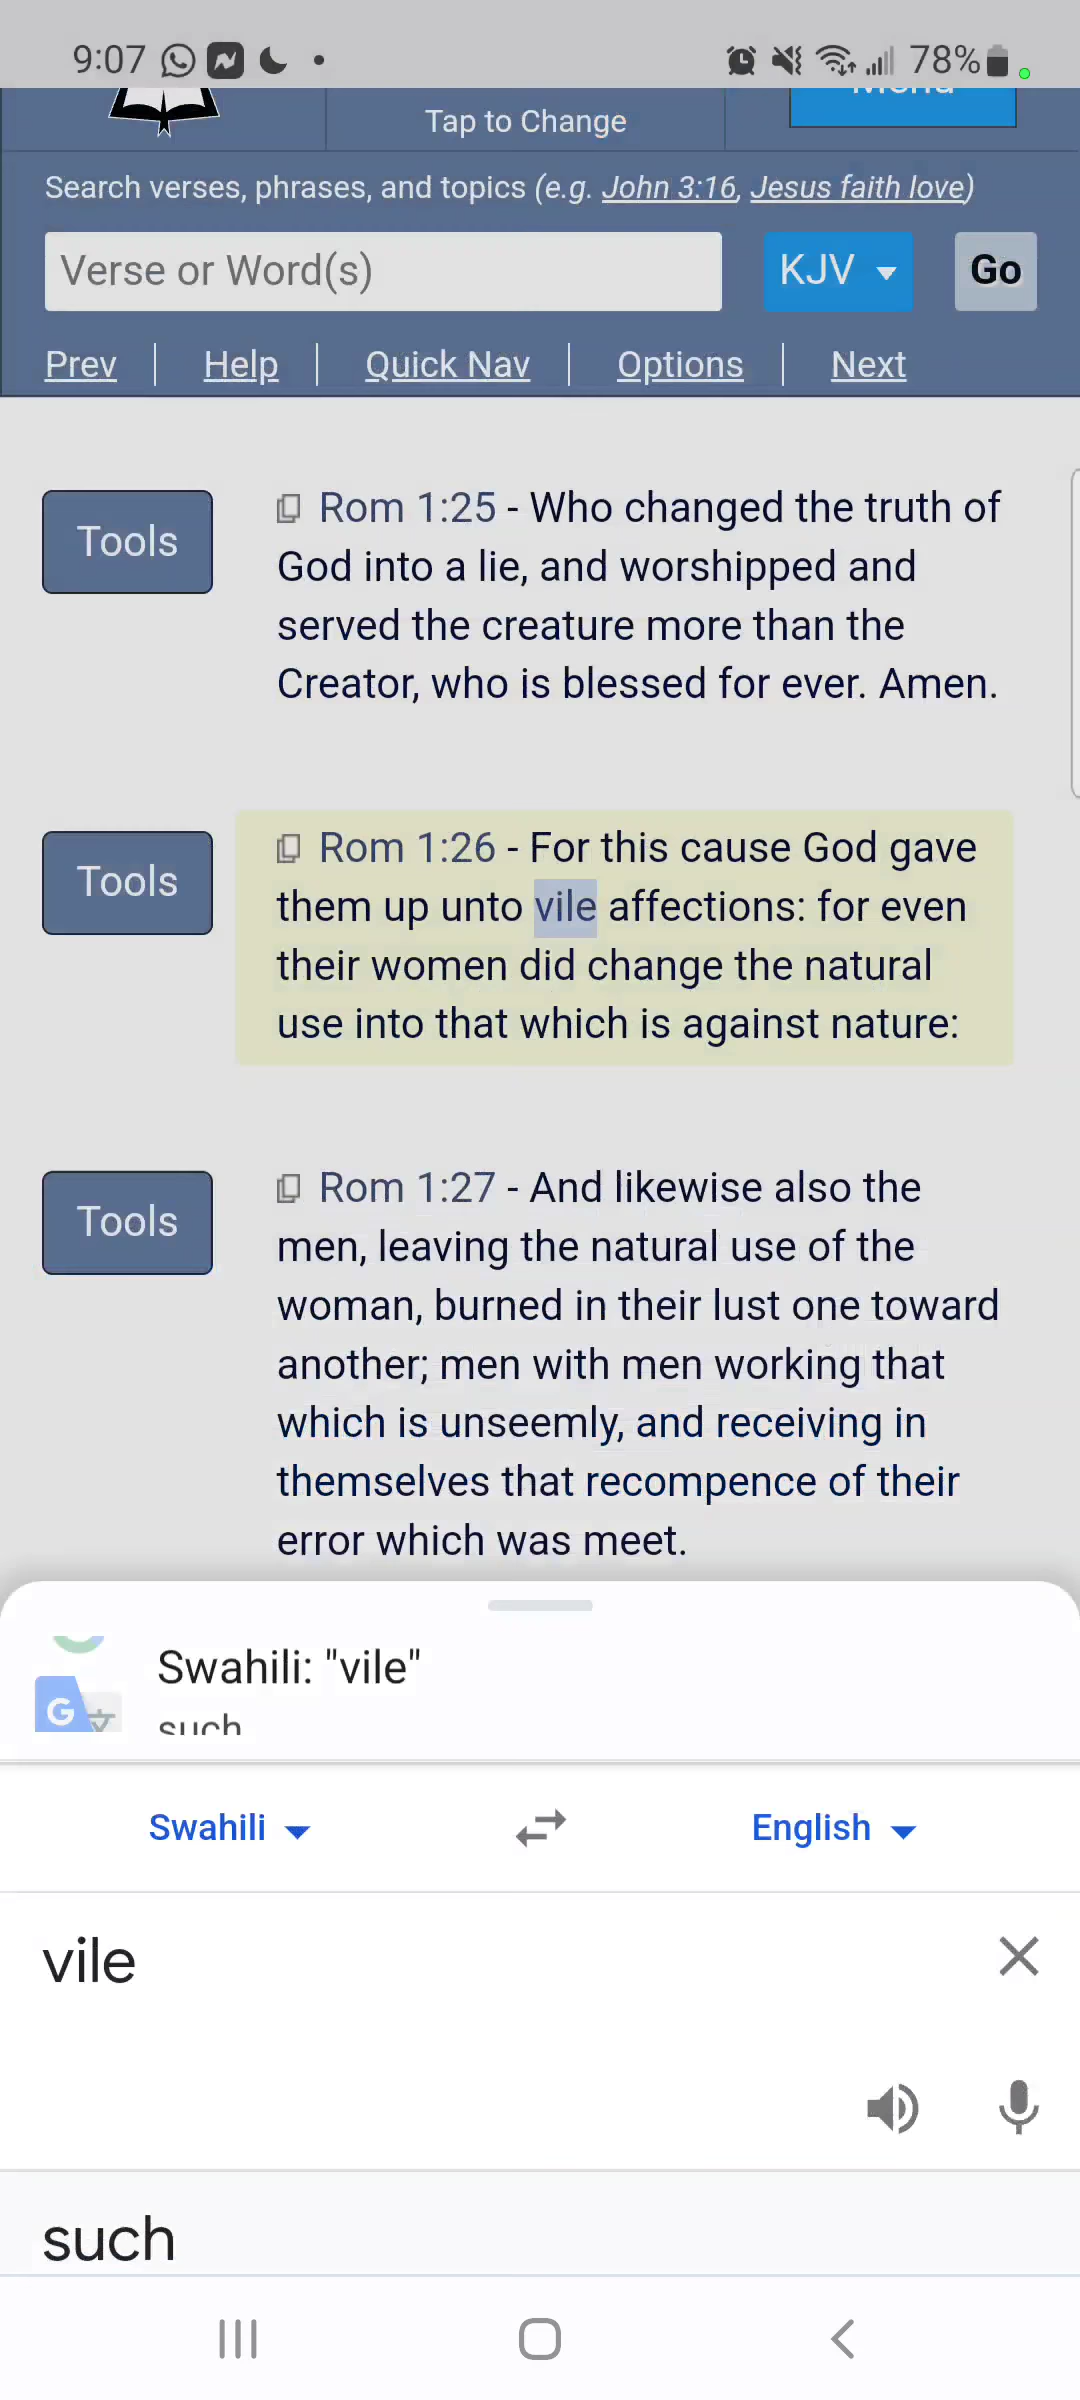 9:07 78%
Tap to Change
Menu
Search verses, phrases, and topics (e.g. John 3:16, Jesus faith love)
Verse or Word(s) KJV Go
Prev Help Quick Nav Options Next
Tools
Rom 1:25 - Who changed the truth of
God into a lie, and worshipped and
served the creature more than the
Creator, who is blessed for ever. Amen.
Tools
Rom 1:26 - For this cause God gave
them up unto vile affections: for even
their women did change the natural
use into that which is against nature:
Tools
Rom 1:27 - And likewise also the
men, leaving the natural use of the
woman, burned in their lust one toward
another; men with men working that
which is unseemly, and receiving in
themselves that recompence of their
error which was meet.
Swahili: "vile"
such
Swahili English
vile
such